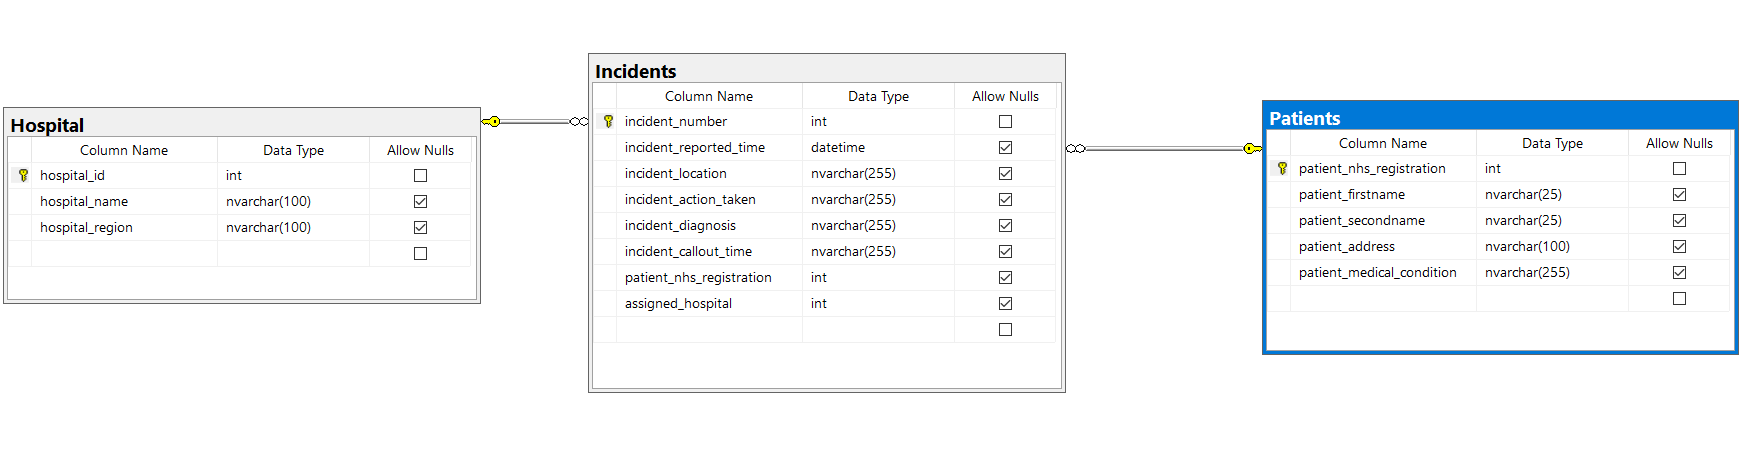 Hospital
Column Name Data Type Allow Nulls
hospital_id int
hospital_name nvarchar(100)
hospital_region nvarchar(100)
Incidents
Column Name Data Type Allow Nulls
incident_number int
incident_reported_time datetime
incident_location nvarchar(255)
incident_action_taken nvarchar(255)
incident_diagnosis nvarchar(255)
incident_callout_time nvarchar(255)
patient_nhs_registration int
assigned_hospital int
Patients
Column Name Data Type Allow Nulls
patient_nhs_registration int
patient_firstname nvarchar(25)
patient_secondname nvarchar(25)
patient_address nvarchar(100)
patient_medical_condition nvarchar(255)